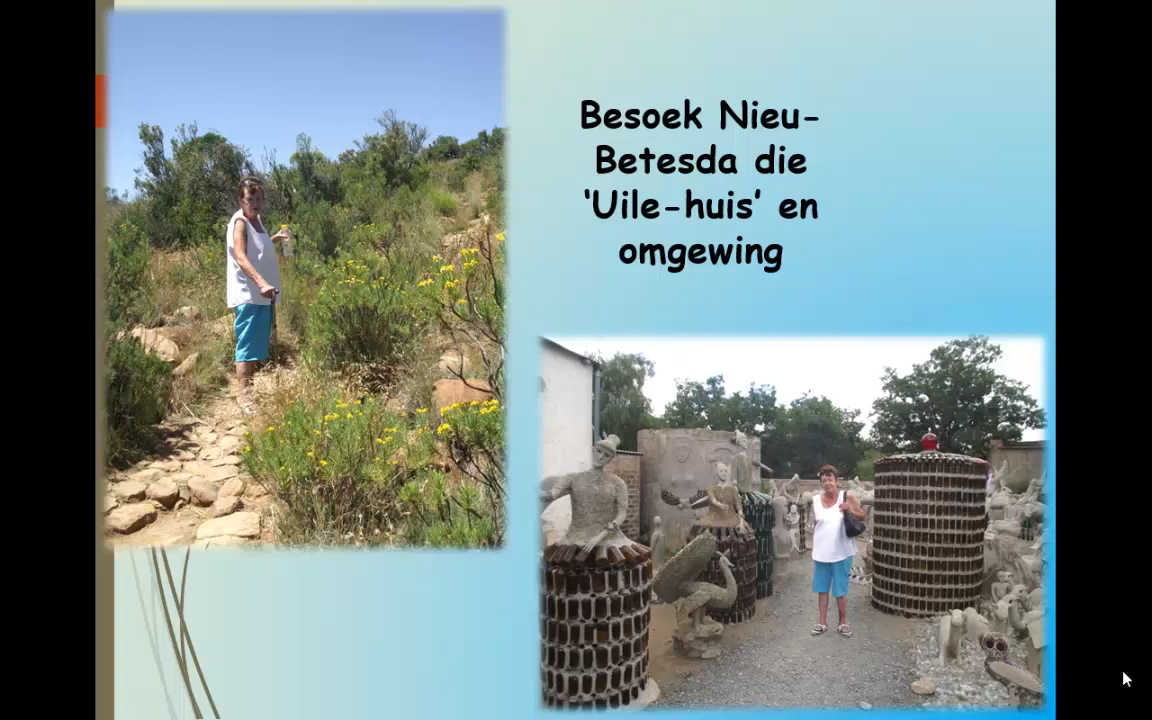 Besoek Nieu-
Betesda die
‘Uile-huis’ en
omgewing